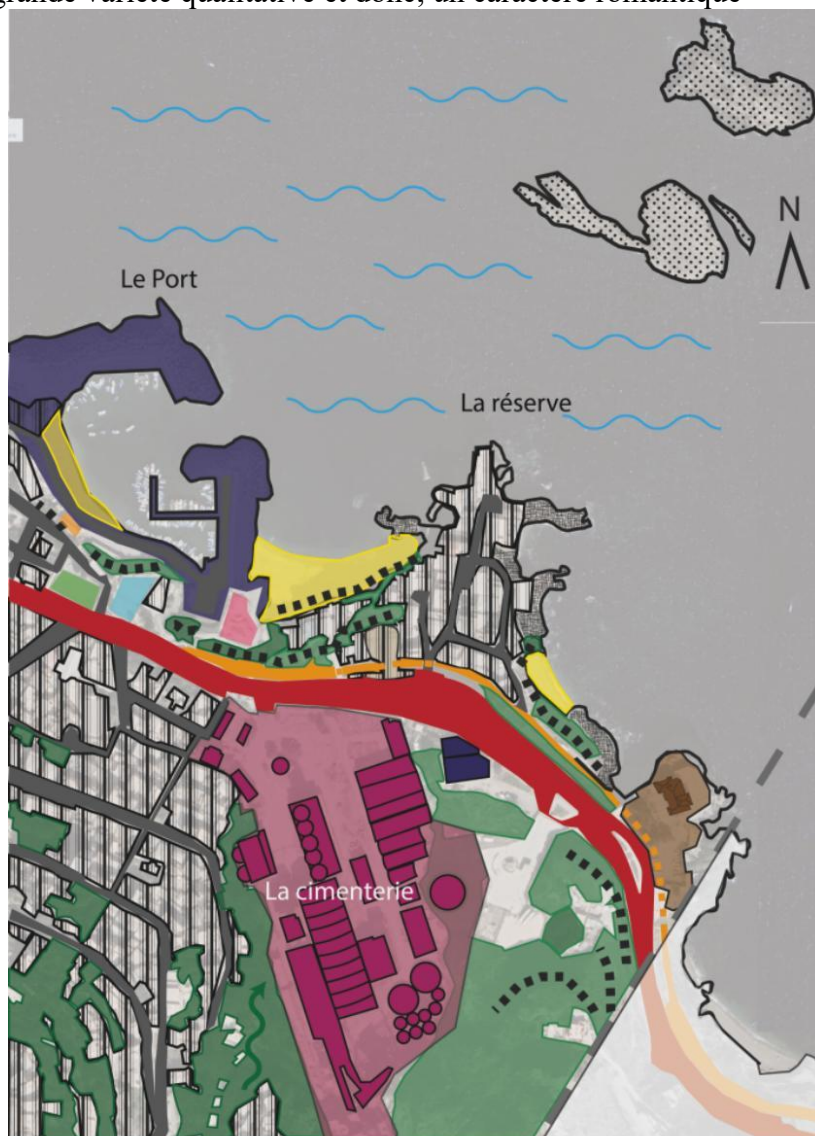 grande variété qualitative et donc, un caractère romantique
N
Le Port
La réserve
La cimenterie